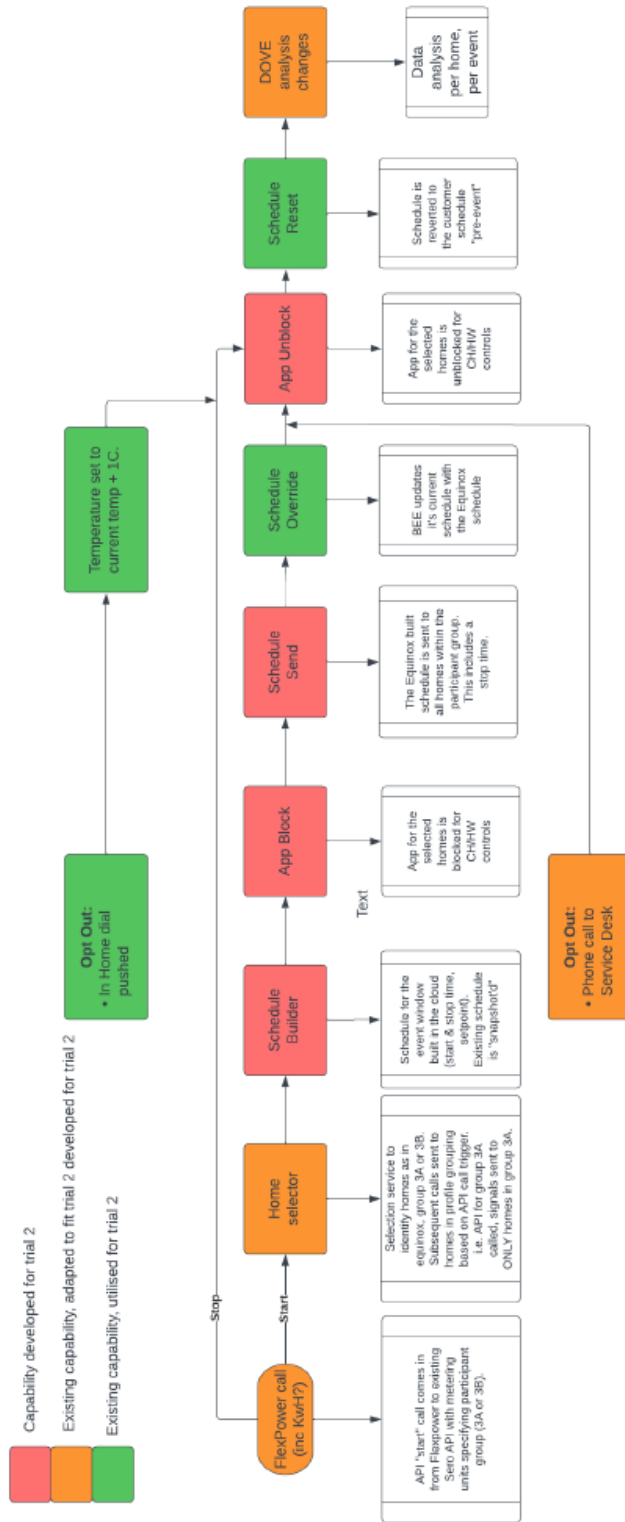 Capability developed for trial 2
Existing capability, adapted to fit trial 2 developed for trial 2
Existing capability, utilised for trial 2
Opt Out:
• In Home dial
pushed
Temperature set to
current temp + 1C.
Stop
Start
FlexPower call
(inc KwH?)
Home
selector
Schedule
Builder
App Block
Schedule
Send
Schedule
Override
App Unblock
Schedule
Reset
DOVE
analysis
changes
API "start" call comes in
from Flexpower to existing
Sero API with metering
units specifying participant
group (3A or 3B).
Selection service to
identify homes as in
equinox, group 3A or 3B.
Subsequent calls sent to
homes in profile grouping
based on API call trigger.
i.e. API for group 3A
called, signals sent to
ONLY homes in group 3A.
Schedule for the
event window
built in the cloud
(start & stop time,
setpoint).
Existing schedule
is "snapshot'd"
Text
App for the
selected
homes is
blocked for
CH/HW
controls
The Equinox built
schedule is sent to
all homes within the
participant group.
This includes a
stop time.
BEE updates
it's current
schedule with
the Equinox
schedule
App for the
selected
homes is
unblocked for
CH/HW
controls
Schedule is
reverted to
the customer
schedule
"pre-event"
Data
analysis
per home,
per event
Opt Out:
• Phone call to
Service Desk